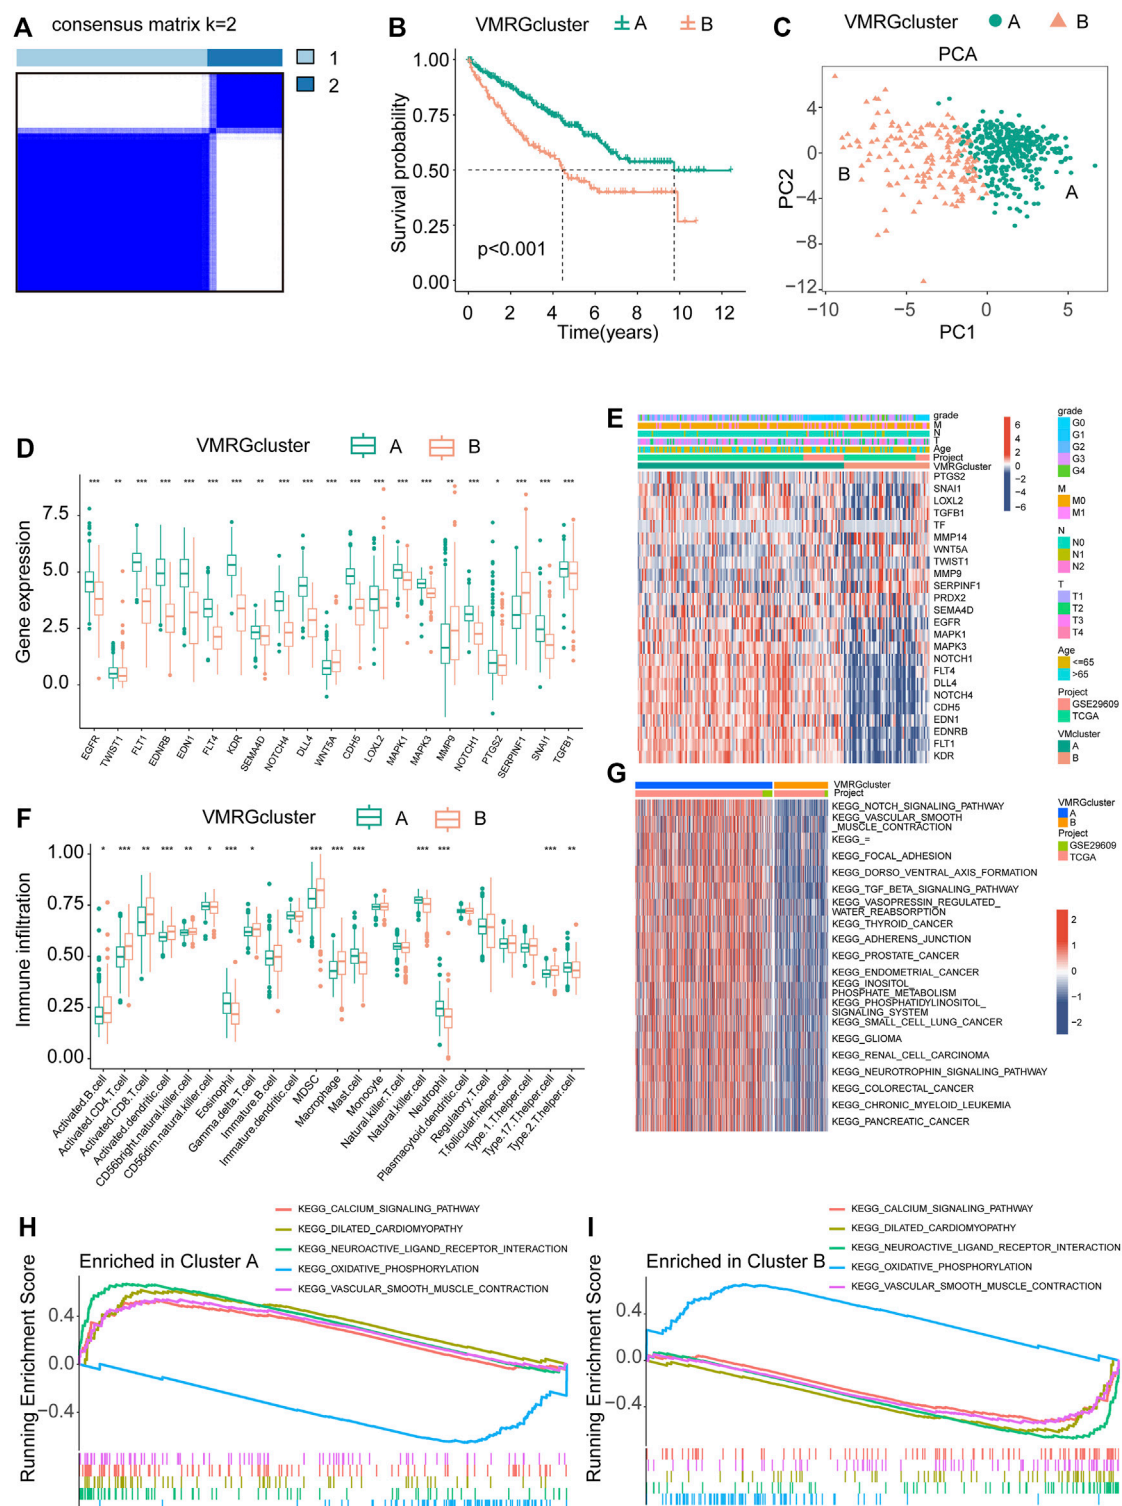 A consensus matrix k=2
1
2
B VMRGcluster A B
Survival probability
1.00
0.75
0.50
0.25
0.00
p<0.001
0 2 4 6 8 10 12
Time(years)
C VMRGcluster A B
PCA
PC2
4
0
−4
−8
−12
B
A
−10 −5 0 5
PC1
D VMRGcluster A B
Gene expression
*** ** *** *** *** *** *** ** *** *** *** *** *** *** *** ** *** * *** *** ***
7.5
5.0
2.5
0.0
EGFR
TWIST1
FLT1
EDNRB
EDN1
FLT4
KDR
SEMA4D
NOTCH4
DLL4
WNT5A
CDH5
LOXL2
MAPK1
MAPK3
MMP9
NOTCH1
PTGS2
SERPINF1
SNAI1
TGFB1
E
grade
M
N
T
Age
Project
VMRGcluster
PTGS2
SNAI1
LOXL2
TGFB1
TF
MMP14
WNT5A
TWIST1
MMP9
SERPINF1
PRDX2
SEMA4D
EGFR
MAPK1
MAPK3
NOTCH1
FLT4
DLL4
NOTCH4
CDH5
EDN1
EDNRB
FLT1
KDR
6
4
2
0
−2
−4
−6
grade
G0
G1
G2
G3
G4
M
M0
M1
N
N0
N1
N2
T
T1
T2
T3
T4
Age
<=65
>65
Project
GSE29609
TCGA
VMcluster
A
B
F VMRGcluster A B
Immune infiltration
* *** ** *** ** * *** * *** *** *** *** *** *** **
1.00
0.75
0.50
0.25
0.00
Activated.B.cell
Activated.CD4.T.cell
Activated.CD8.T.cell
Activated.dendritic.cell
CD56bright.natural.killer.cell
CD56dim.natural.killer.cell
Eosinophil
Gamma.delta.T.cell
Immature.B.cell
Immature.dendritic.cell
MDSC
Macrophage
Mast.cell
Monocyte
Natural.killer.T.cell
Natural.killer.cell
Neutrophil
Plasmacytoid.dendritic.cell
Regulatory.T.cell
T.follicular.helper.cell
Type.1.T.helper.cell
Type.17.T.helper.cell
Type.2.T.helper.cell
G
VMRGcluster
Project
KEGG_NOTCH_SIGNALING_PATHWAY
KEGG_VASCULAR_SMOOTH
_MUSCLE_CONTRACTION
KEGG_=
KEGG_FOCAL_ADHESION
KEGG_DORSO_VENTRAL_AXIS_FORMATION
KEGG_TGF_BETA_SIGNALING_PATHWAY
KEGG_VASOPRESSIN_REGULATED_
WATER_REABSORPTION
KEGG_THYROID_CANCER
KEGG_ADHERENS_JUNCTION
KEGG_PROSTATE_CANCER
KEGG_ENDOMETRIAL_CANCER
KEGG_INOSITOL_
PHOSPHATE_METABOLISM
KEGG_PHOSPHATIDYLINOSITOL_
SIGNALING_SYSTEM
KEGG_SMALL_CELL_LUNG_CANCER
KEGG_GLIOMA
KEGG_RENAL_CELL_CARCINOMA
KEGG_NEUROTROPHIN_SIGNALING_PATHWAY
KEGG_COLORECTAL_CANCER
KEGG_CHRONIC_MYELOID_LEUKEMIA
KEGG_PANCREATIC_CANCER
VMRGcluster
A
B
Project
GSE29609
TCGA
2
1
0
−1
−2
H
KEGG_CALCIUM_SIGNALING_PATHWAY
KEGG_DILATED_CARDIOMYOPATHY
KEGG_NEUROACTIVE_LIGAND_RECEPTOR_INTERACTION
KEGG_OXIDATIVE_PHOSPHORYLATION
KEGG_VASCULAR_SMOOTH_MUSCLE_CONTRACTION
Enriched in Cluster A
Running Enrichment Score
0.4
0.0
−0.4
I
KEGG_CALCIUM_SIGNALING_PATHWAY
KEGG_DILATED_CARDIOMYOPATHY
KEGG_NEUROACTIVE_LIGAND_RECEPTOR_INTERACTION
KEGG_OXIDATIVE_PHOSPHORYLATION
KEGG_VASCULAR_SMOOTH_MUSCLE_CONTRACTION
Enriched in Cluster B
Running Enrichment Score
0.4
0.0
−0.4